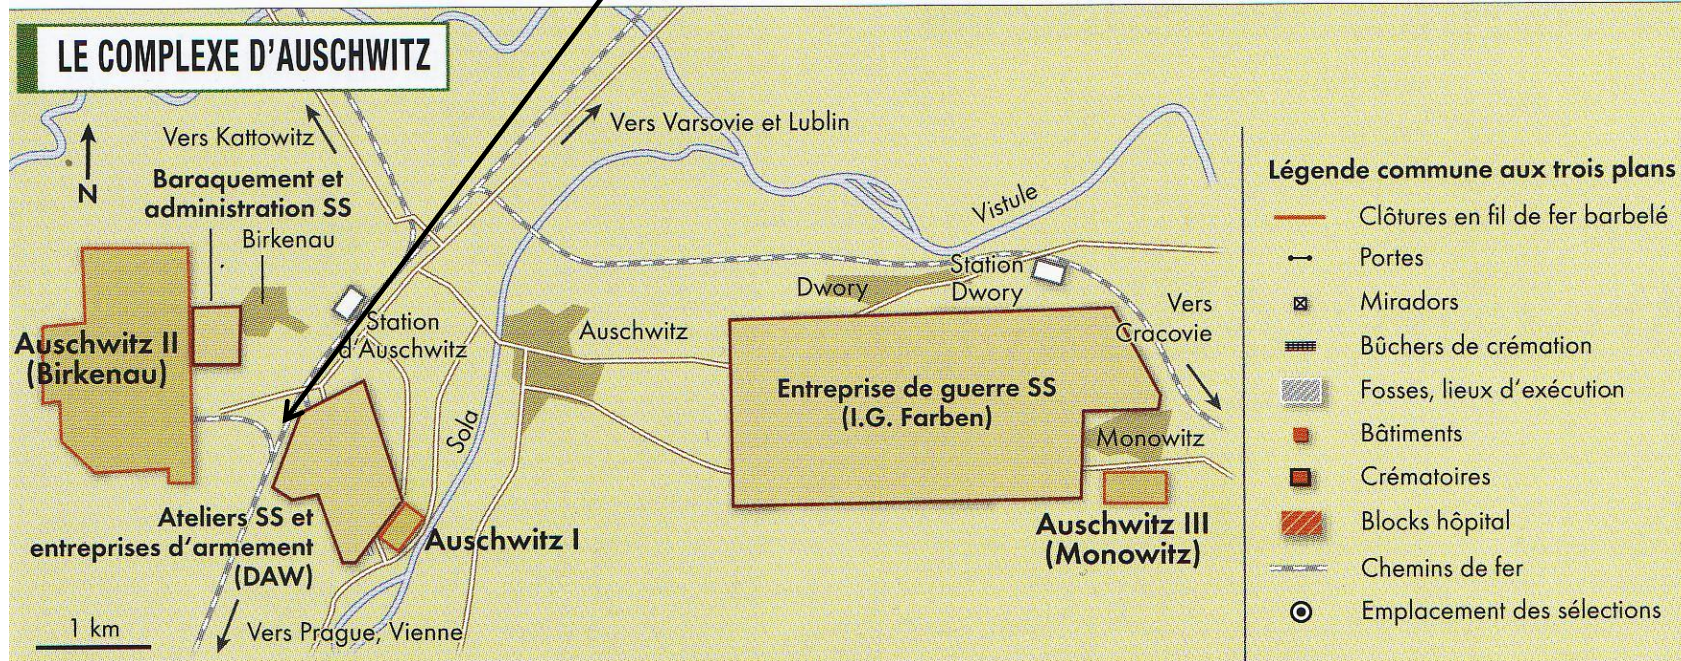 LE COMPLEXE D'AUSCHWITZ
Vers Kattowitz
Vers Varsovie et Lublin
N
Baraquement et
administration SS
Birkenau
Vistule
Auschwitz II
(Birkenau)
Station
d'Auschwitz
Auschwitz
Dwory
Station
Dwory
Vers
Cracovie
Entreprise de guerre SS
(I.G. Farben)
Sola
Monowitz
Ateliers SS et
entreprises d'armement
(DAW)
Auschwitz I
Auschwitz III
(Monowitz)
1 km
Vers Prague, Vienne
Légende commune aux trois plans
Clôtures en fil de fer barbelé
Portes
Miradors
Bûchers de crémation
Fosses, lieux d'exécution
Bâtiments
Crématoires
Blocks hôpital
Chemins de fer
Emplacement des sélections